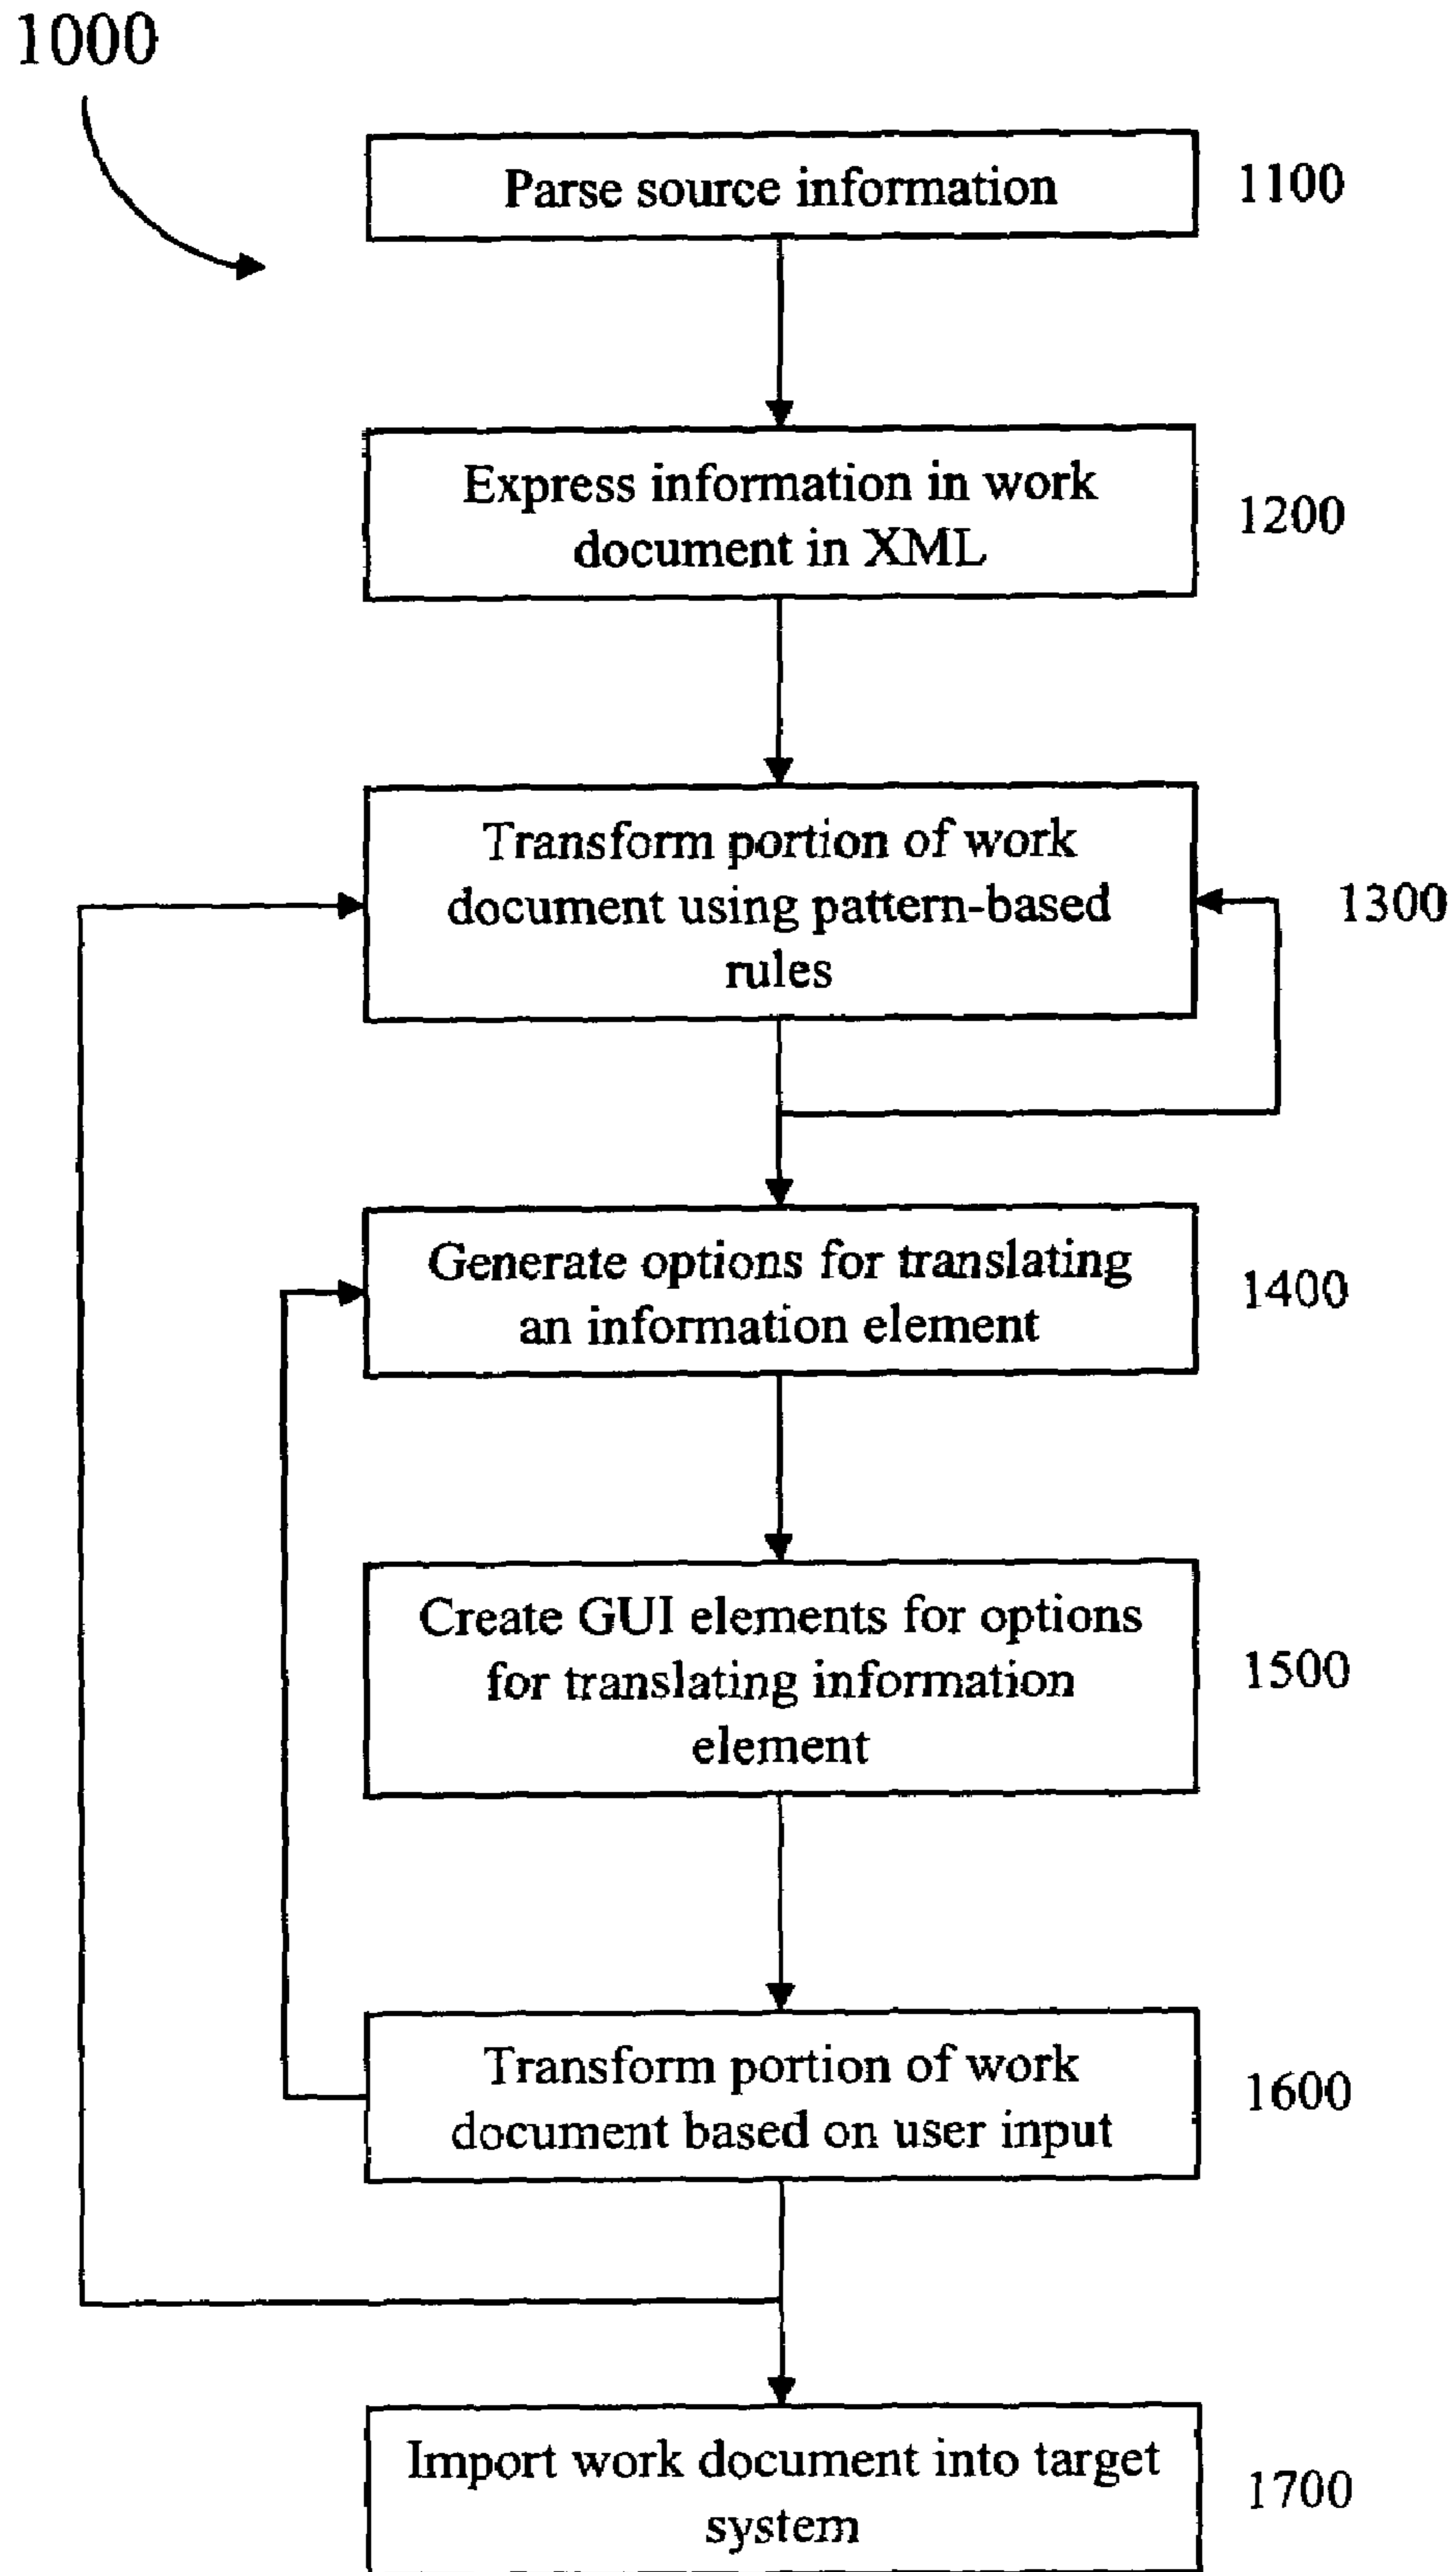 1000
Parse source information
1100
Express information in work
document in XML
1200
Transform portion of work
document using pattern-based
rules
1300
Generate options for translating
an information element
1400
Create GUI elements for options
for translating information
element
1500
Transform portion of work
document based on user input
1600
Import work document into target
system
1700